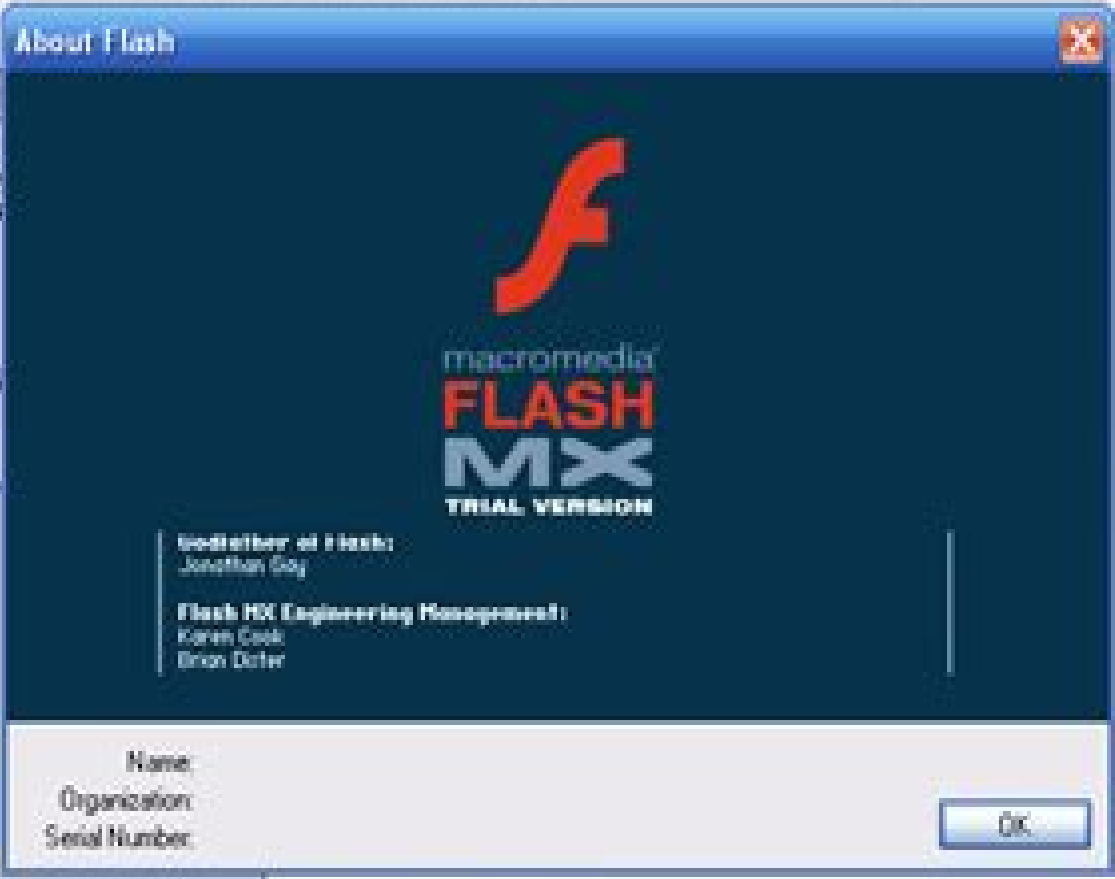 About Flash
macromedia®
FLASH
MX
TRIAL VERSION
Godfather of Flash:
Jonathan Gay
Flash MX Engineering Management:
Karen Cook
Brian Dister
Name:
Organization:
Serial Number:
OK